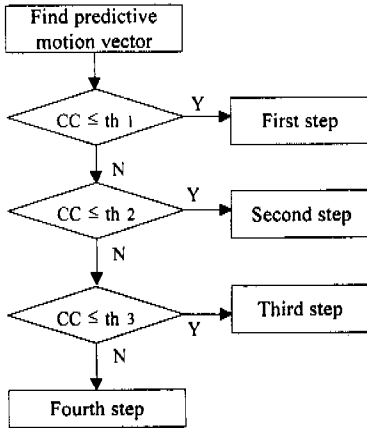 Find predictive
motion vector
CC ≤ th 1
Y
First step
N
CC ≤ th 2
Y
Second step
N
CC ≤ th 3
Y
Third step
N
Fourth step